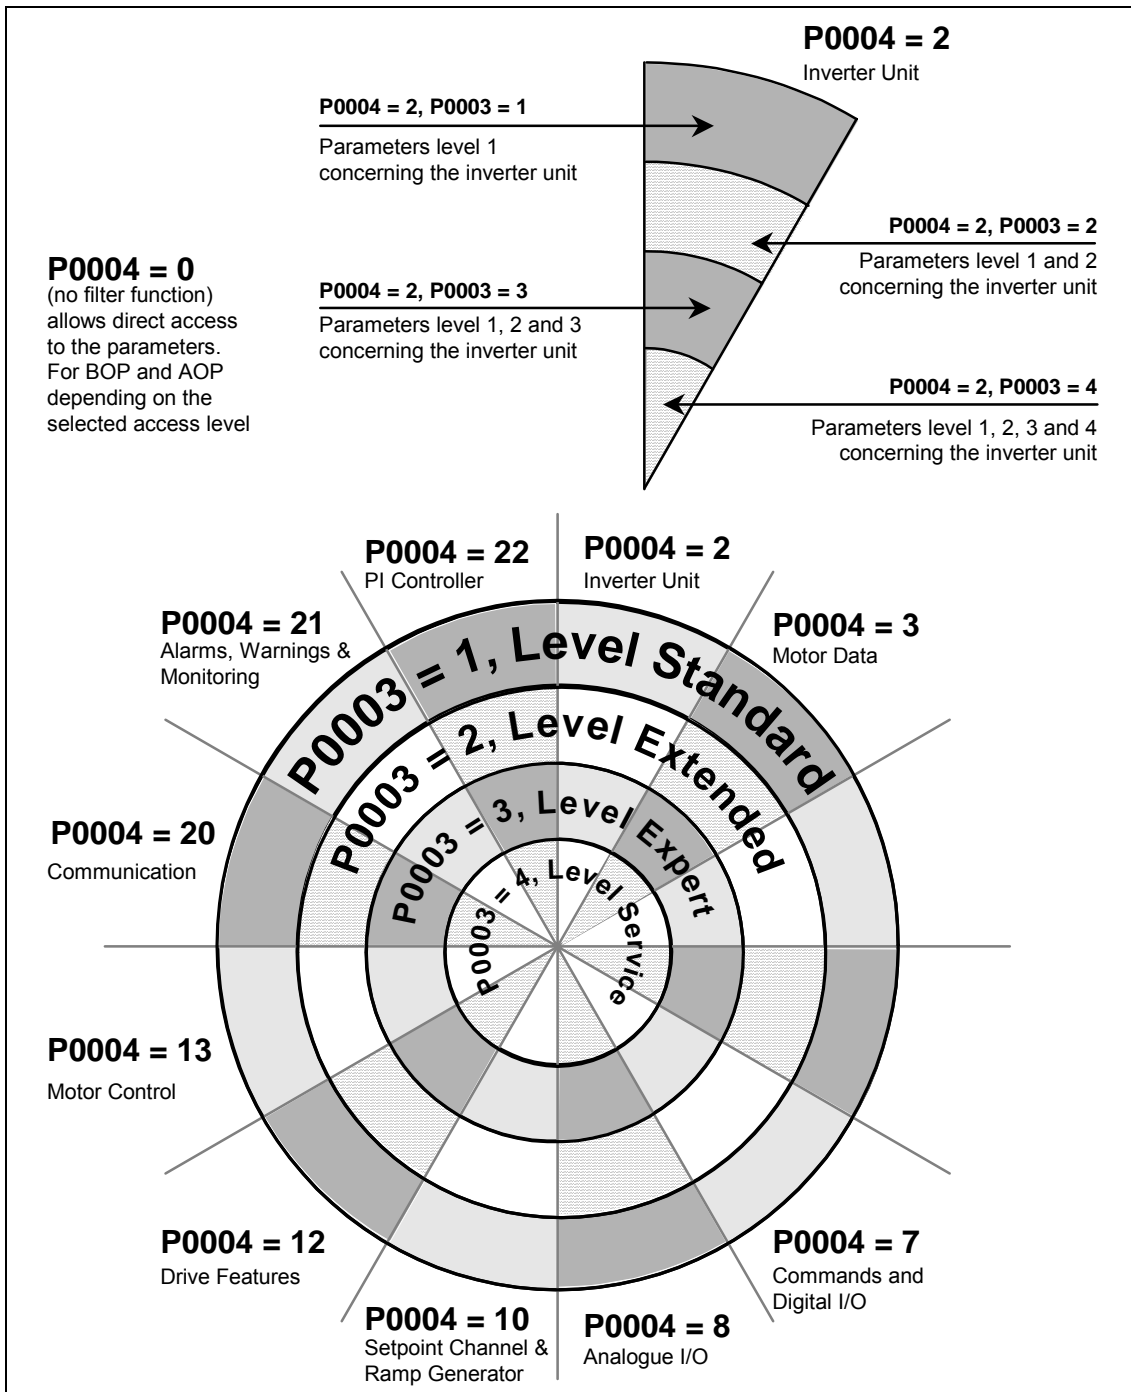 P0004 = 2
Inverter Unit
P0004 = 2, P0003 = 1
Parameters level 1
concerning the inverter unit
P0004 = 2, P0003 = 2
Parameters level 1 and 2
concerning the inverter unit
P0004 = 0
(no filter function)
allows direct access
to the parameters.
For BOP and AOP
depending on the
selected access level
P0004 = 2, P0003 = 3
Parameters level 1, 2 and 3
concerning the inverter unit
P0004 = 2, P0003 = 4
Parameters level 1, 2, 3 and 4
concerning the inverter unit
P0004 = 22
PI Controller
P0004 = 2
Inverter Unit
P0004 = 21
Alarms, Warnings &
Monitoring
P0004 = 3
Motor Data
P0003 = 1, Level Standard
P0003 = 2, Level Extended
P0003 = 3, Level Expert
P0003 = 4, Level Service
P0004 = 20
Communication
P0004 = 13
Motor Control
P0004 = 12
Drive Features
P0004 = 7
Commands and
Digital I/O
P0004 = 10
Setpoint Channel &
Ramp Generator
P0004 = 8
Analogue I/O